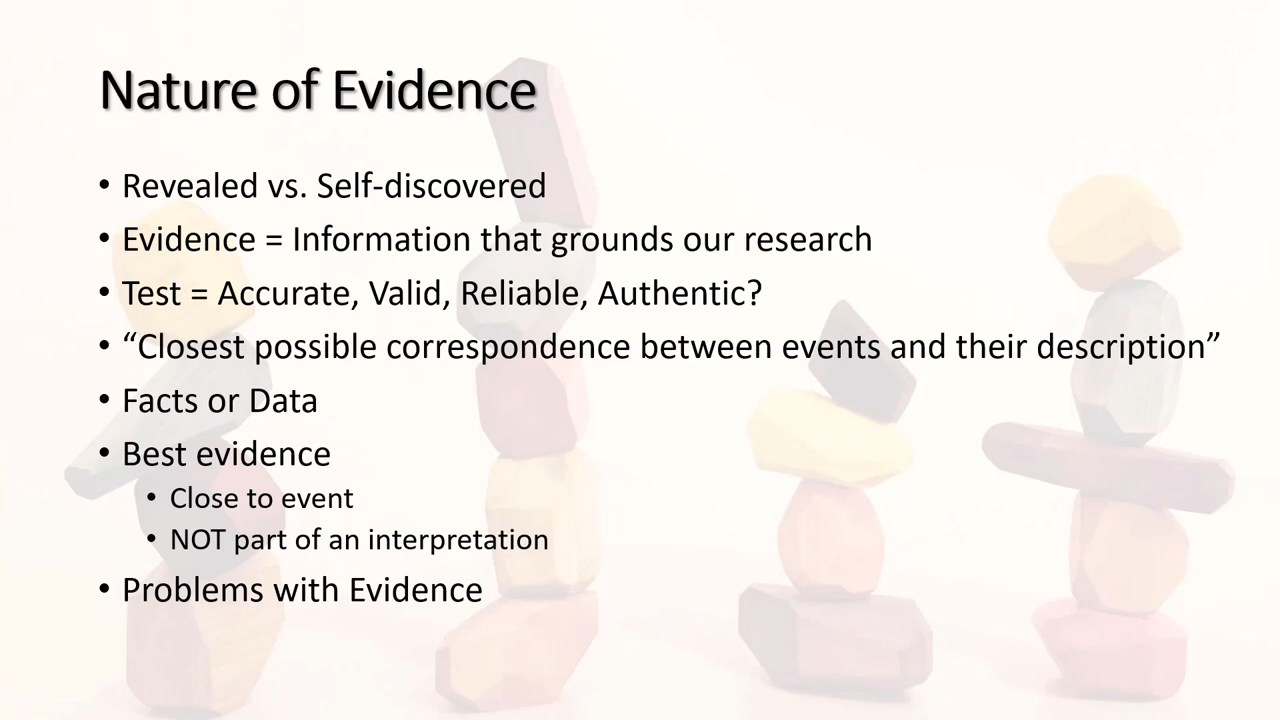 Nature of Evidence
• Revealed vs. Self-discovered
• Evidence = Information that grounds our research
• Test = Accurate, Valid, Reliable, Authentic?
• “Closest possible correspondence between events and their description”
• Facts or Data
• Best evidence
• Close to event
• NOT part of an interpretation
• Problems with Evidence